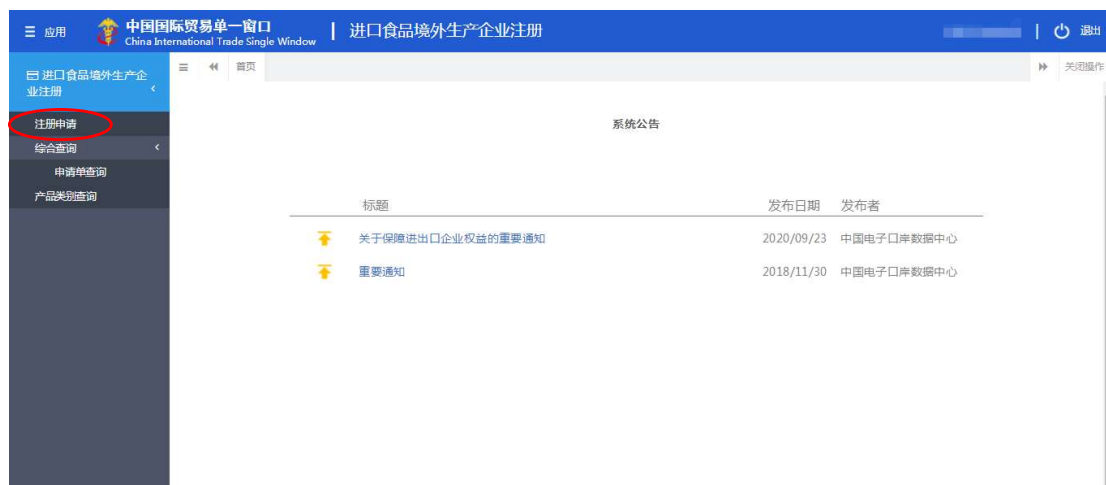 应用
中国国际贸易单一窗口
China International Trade Single Window
进口食品境外生产企业注册
退出
进口食品境外生产企
业注册
首页
关闭操作
注册申请
综合查询
申请单查询
产品类别查询
系统公告
标题 发布日期 发布者
关于保障进出口企业权益的重要通知 2020/09/23 中国电子口岸数据中心
重要通知 2018/11/30 中国电子口岸数据中心